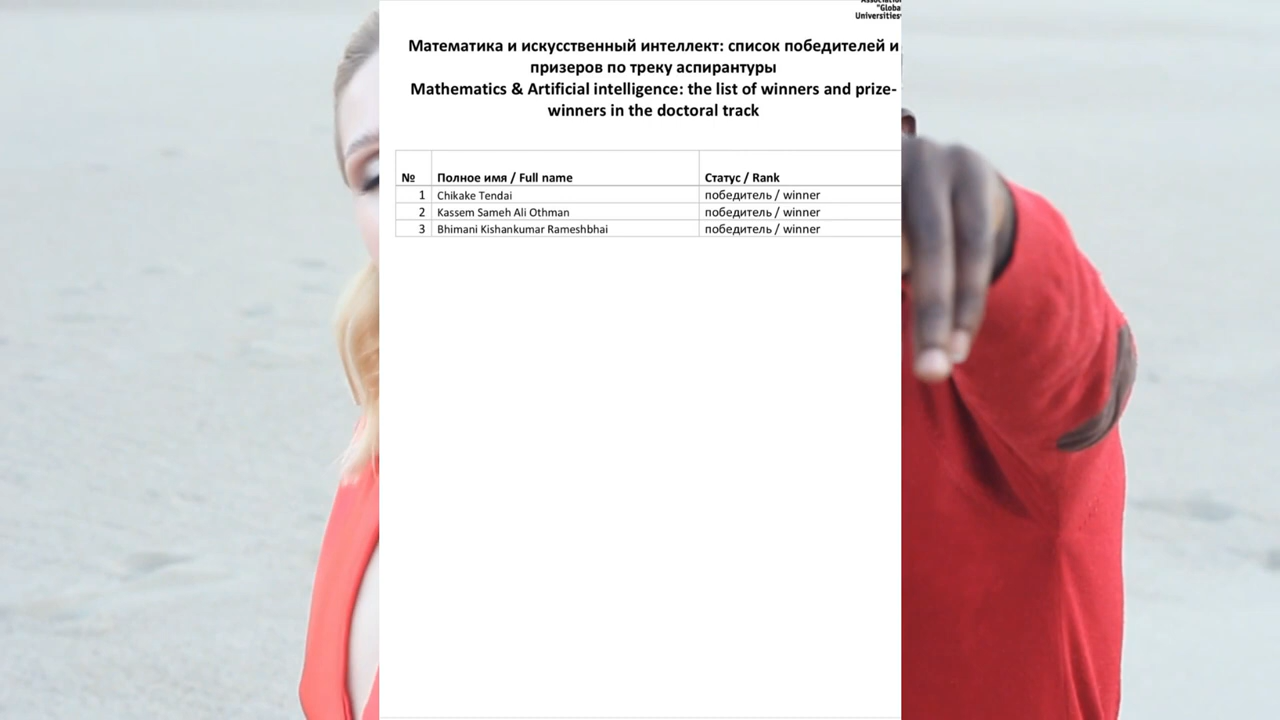 "Global
Universities"
Математика и искусственный интеллект: список победителей и
призеров по треку аспирантуры
Mathematics & Artificial intelligence: the list of winners and prize-
winners in the doctoral track
№ Полное имя / Full name Статус / Rank
1 Chikake Tendai победитель / winner
2 Kassem Sameh Ali Othman победитель / winner
3 Bhimani Kishankumar Rameshbhai победитель / winner